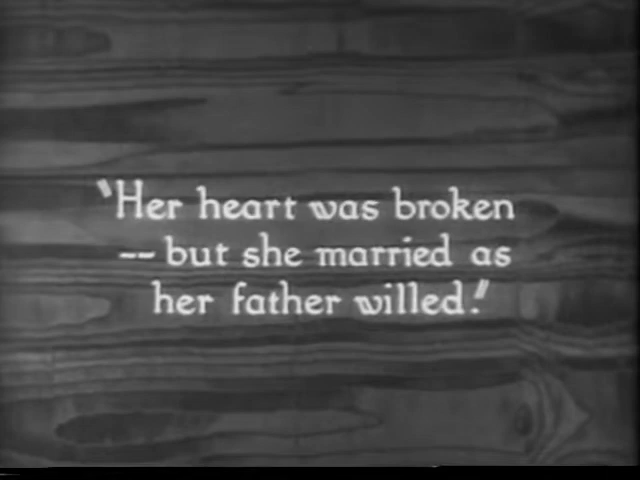 "Her heart was broken
-- but she married as
her father willed."